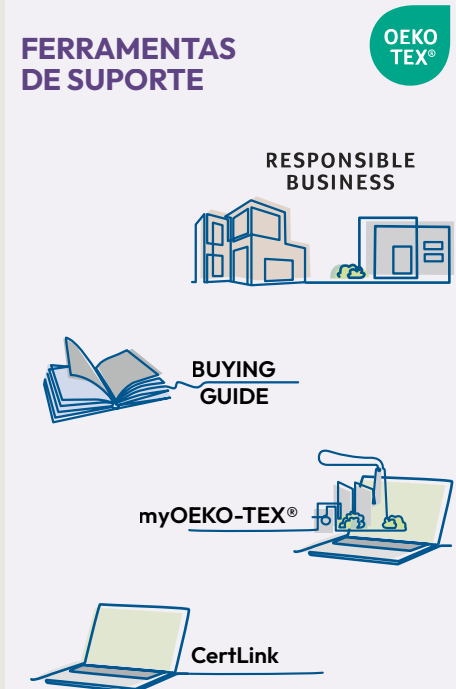 FERRAMENTAS
DE SUPORTE
OEKO
TEX®
RESPONSIBLE
BUSINESS
BUYING
GUIDE
myOEKO-TEX®
CertLink